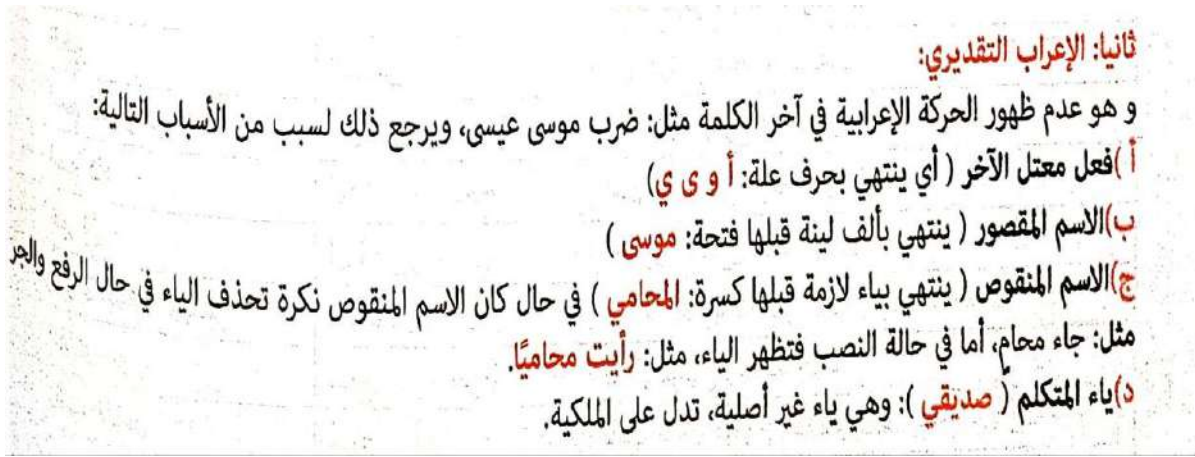 ثانيا: الإعراب التقديري:
و هو عدم ظهور الحركة الإعرابية في آخر الكلمة مثل: ضرب موسى عيسى، ويرجع ذلك لسبب من الأسباب التالية:
أ )فعل معتل الآخر ( أي ينتهي بحرف علة: أ و ى ي)
ب)الاسم المقصور ( ينتهي بألف لينة قبلها فتحة: موسى )
ج)الاسم المنقوص ( ينتهي بياء لازمة قبلها كسرة: المحامي ) في حال كان الاسم المنقوص نكرة تحذف الياء في حال الرفع والجر
مثل: جاء محامٍ، أما في حالة النصب فتظهر الياء، مثل: رأيت محاميًا.
د)ياء المتكلم ( صديقي ): وهي ياء غير أصلية، تدل على الملكية.